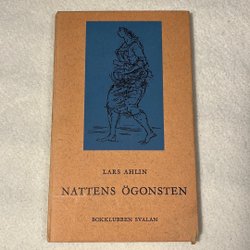 LARS AHLIN
NATTENS ÖGONSTEN
BOKKLUBBEN SVALAN